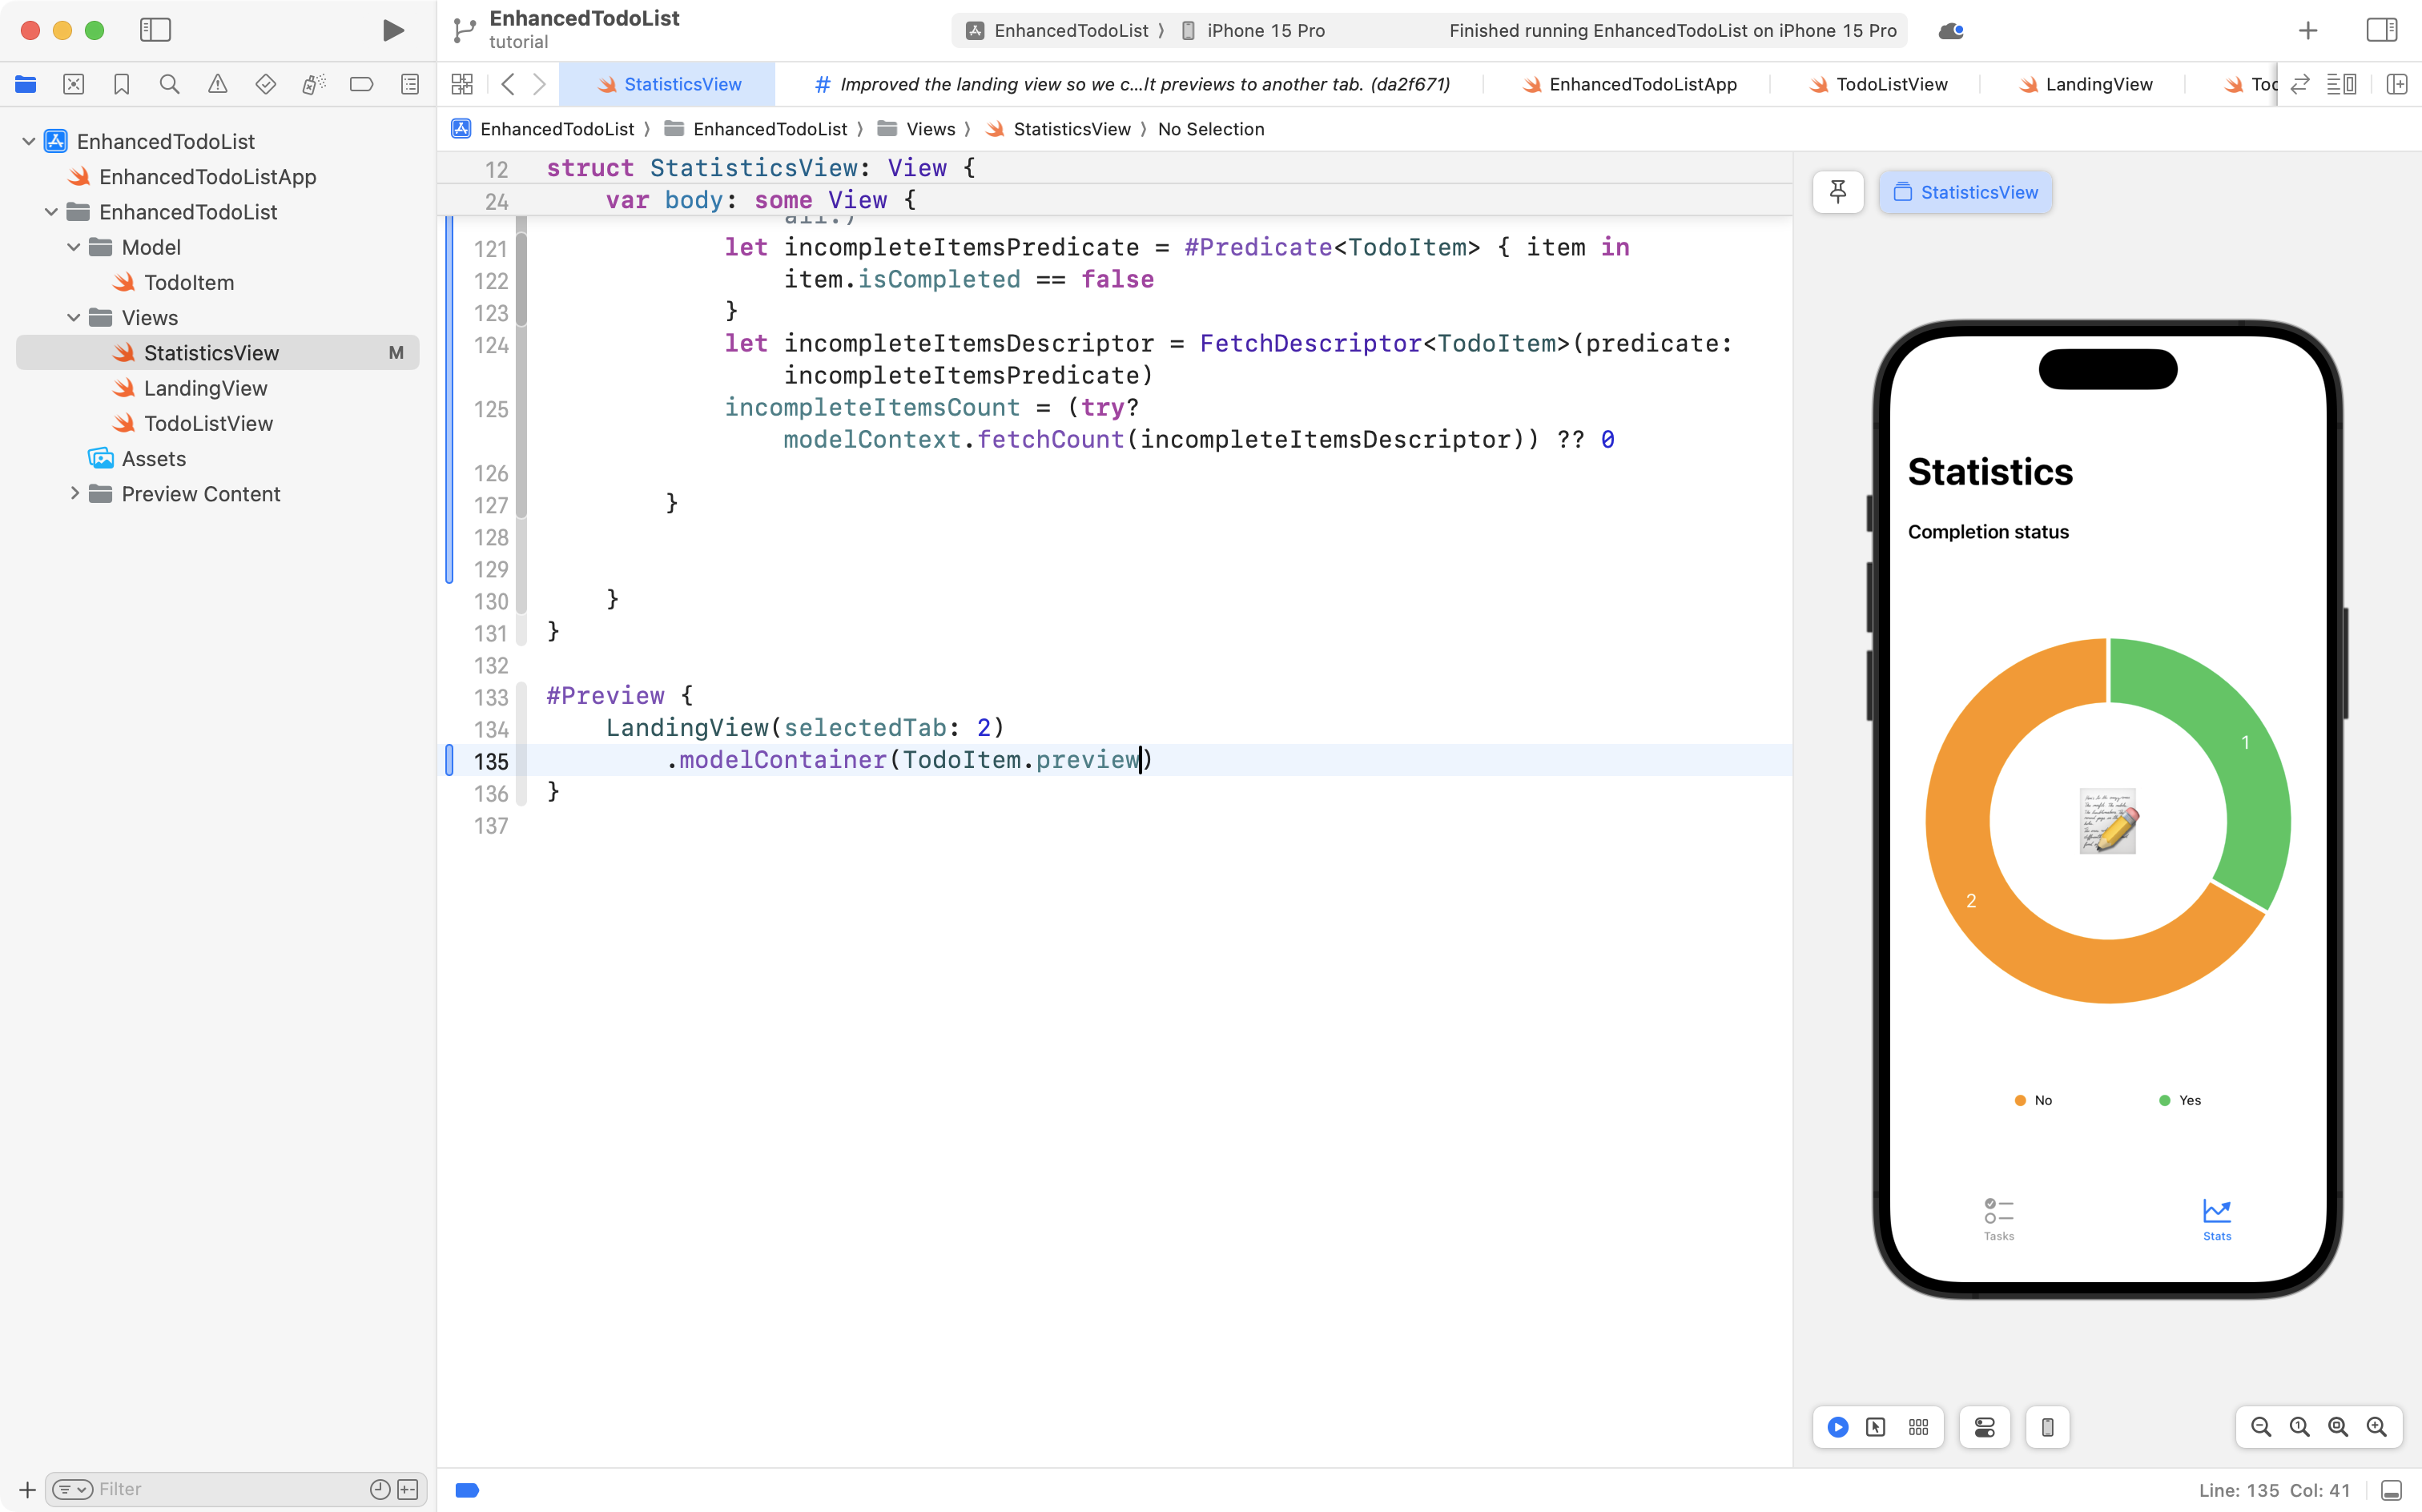 EnhancedTodoList
tutorial
EnhancedTodoList
iPhone 15 Pro
Finished running EnhancedTodoList on iPhone 15 Pro
StatisticsView
# Improved the landing view so we c...lt previews to another tab. (da2f671)
EnhancedTodoListApp
TodoListView
LandingView
EnhancedTodoList ⟩ EnhancedTodoList ⟩ Views ⟩ StatisticsView ⟩ No Selection
EnhancedTodoList
EnhancedTodoListApp
EnhancedTodoList
Model
TodoItem
Views
StatisticsView M
LandingView
TodoListView
Assets
Preview Content
Filter
12 struct StatisticsView: View {
24 var body: some View {
all.)
121 let incompleteItemsPredicate = #Predicate<TodoItem> { item in
122 item.isCompleted == false
123 }
124 let incompleteItemsDescriptor = FetchDescriptor<TodoItem>(predicate:
incompleteItemsPredicate)
125 incompleteItemsCount = (try?
modelContext.fetchCount(incompleteItemsDescriptor)) ?? 0
126
127 }
128
129
130 }
131 }
132
133 #Preview {
134 LandingView(selectedTab: 2)
135 .modelContainer(TodoItem.preview)
136 }
137
StatisticsView
Statistics
Completion status
1
2
No
Yes
Tasks
Stats
Line: 135 Col: 41